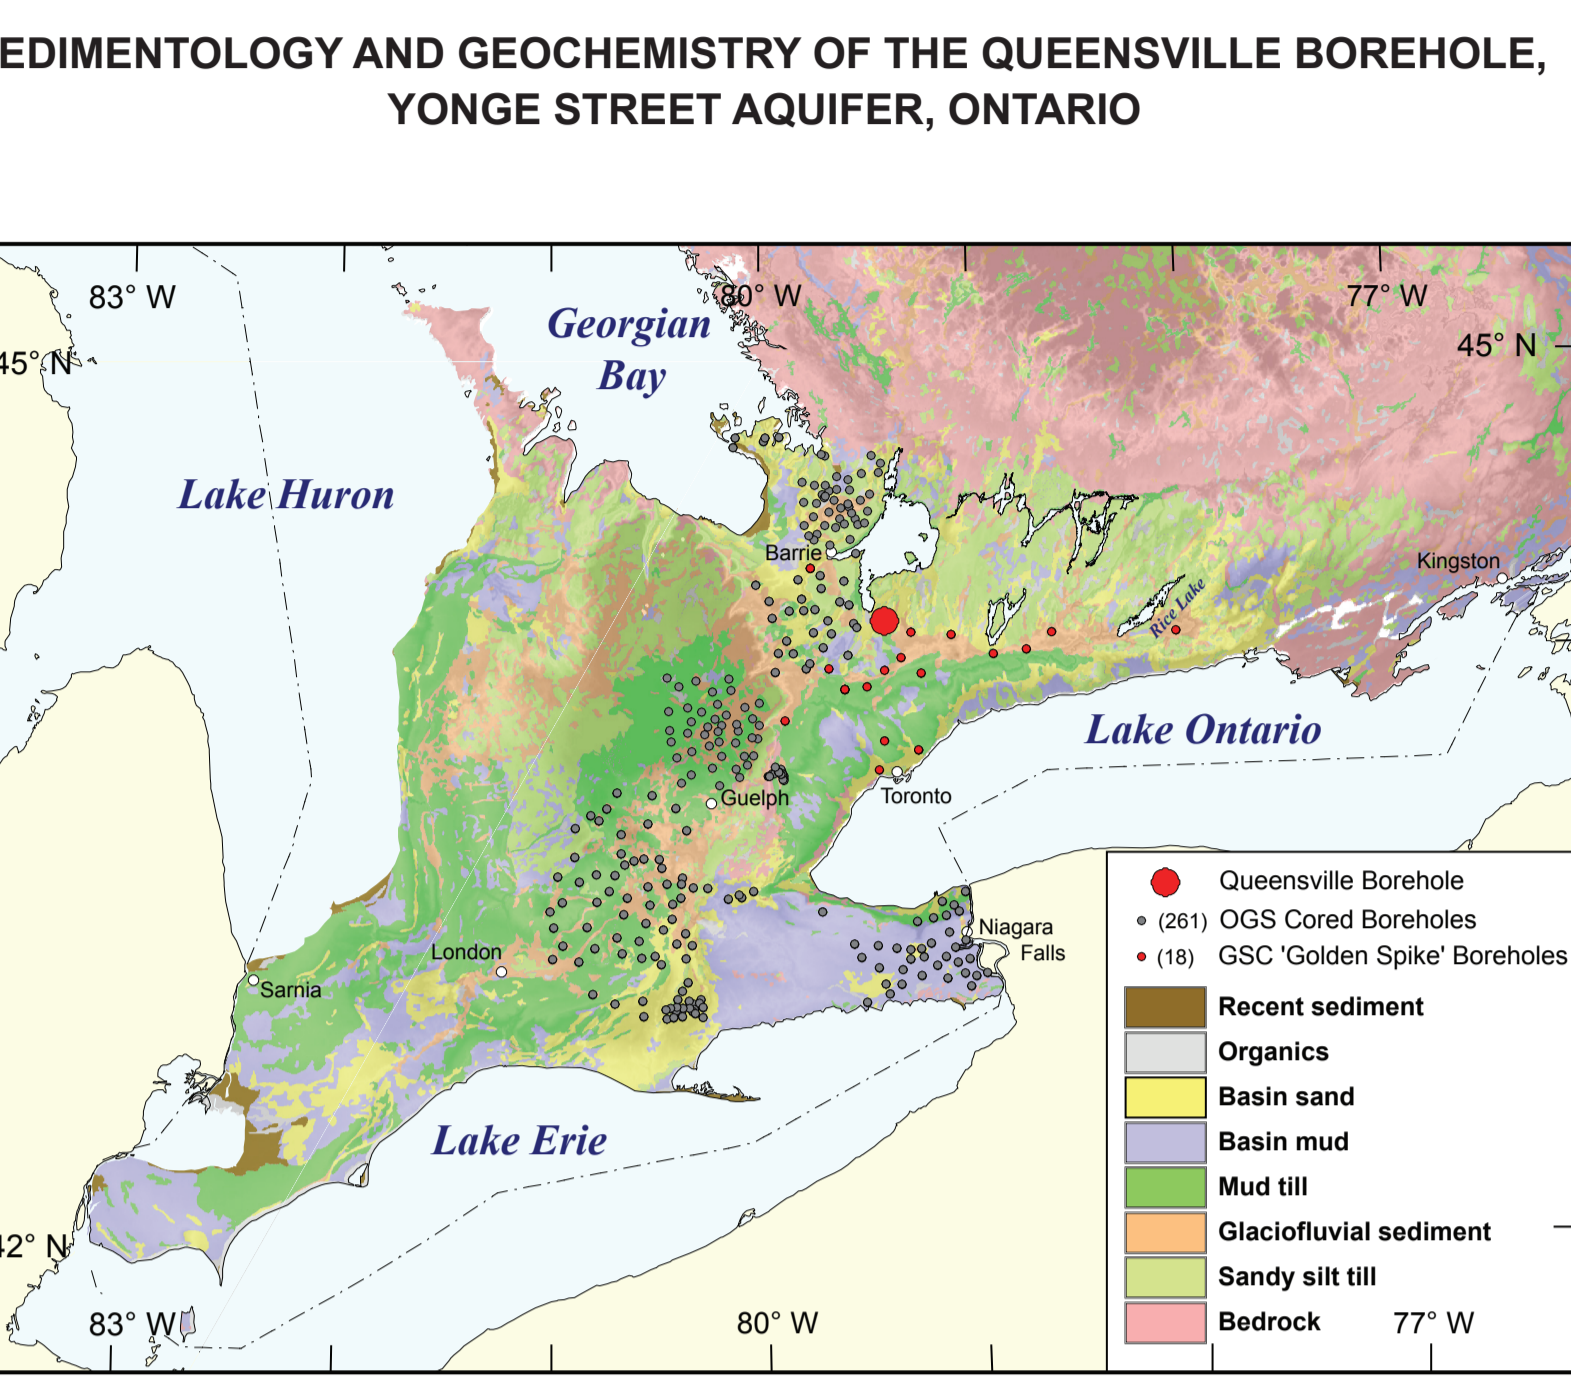 EDIMENTOLOGY AND GEOCHEMISTRY OF THE QUEENSVILLE BOREHOLE,
YONGE STREET AQUIFER, ONTARIO
83° W
80° W
77° W
45° N
45° N
Georgian
Bay
Lake Huron
Barrie
Kingston
Rice Lake
Lake Ontario
Guelph
Toronto
London
Sarnia
Niagara
Falls
Lake Erie
42° N
83° W
80° W
77° W
Queensville Borehole
(261) OGS Cored Boreholes
(18) GSC 'Golden Spike' Boreholes
Recent sediment
Organics
Basin sand
Basin mud
Mud till
Glaciofluvial sediment
Sandy silt till
Bedrock